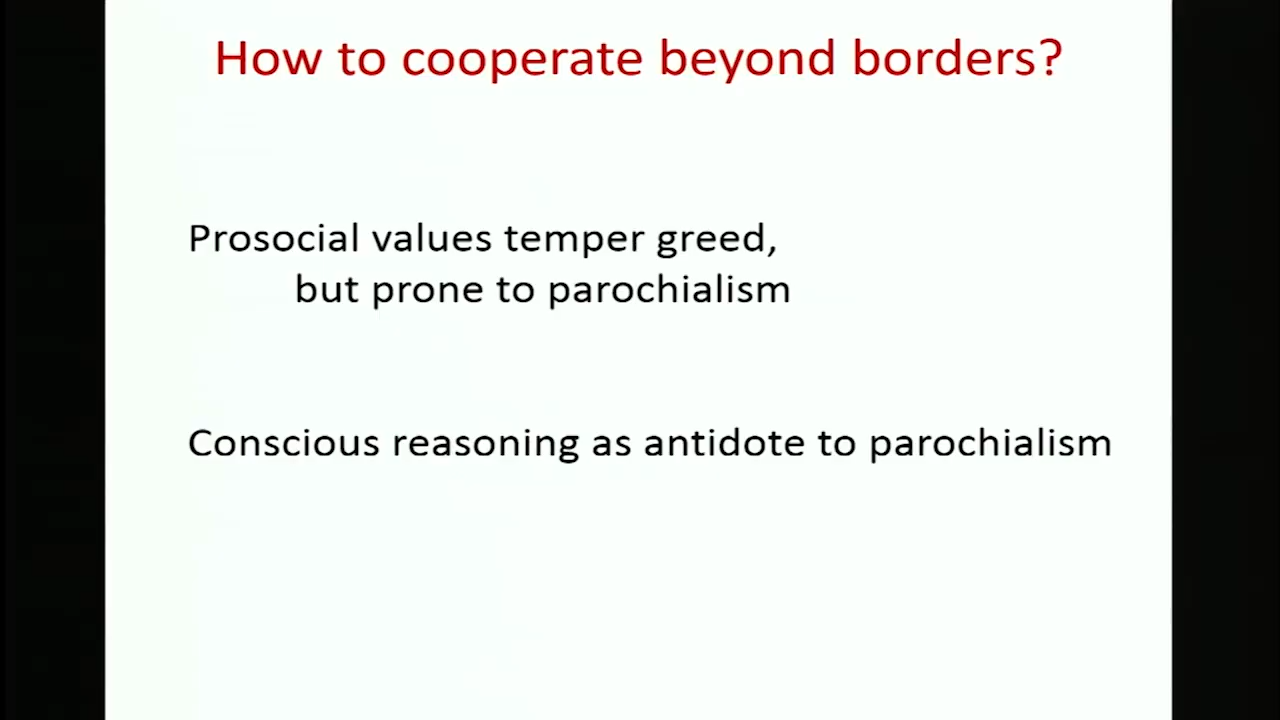 How to cooperate beyond borders?
Prosocial values temper greed,
but prone to parochialism
Conscious reasoning as antidote to parochialism